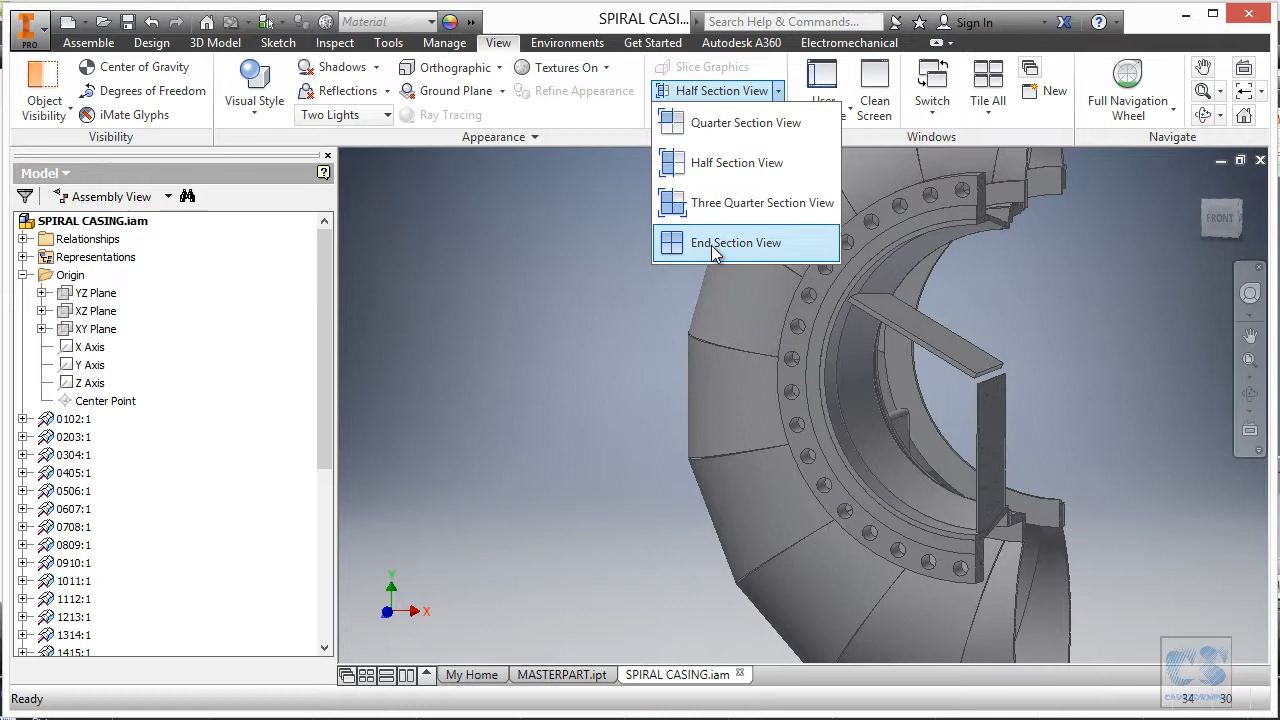 Material
SPIRAL CASI...
Search Help & Commands...
Sign In
PRO
Assemble
Design
3D Model
Sketch
Inspect
Tools
Manage
View
Environments
Get Started
Autodesk A360
Electromechanical
Object
Visibility
Center of Gravity
Degrees of Freedom
iMate Glyphs
Visibility
Visual Style
Shadows
Reflections
Two Lights
Orthographic
Ground Plane
Ray Tracing
Textures On
Refine Appearance
Appearance
Slice Graphics
Half Section View
Quarter Section View
Half Section View
Three Quarter Section View
End Section View
User
Clean
Screen
Switch
Tile All
New
Windows
Full Navigation
Wheel
Navigate
Model
Assembly View
SPIRAL CASING.iam
Relationships
Representations
Origin
YZ Plane
XZ Plane
XY Plane
X Axis
Y Axis
Z Axis
Center Point
0102:1
0203:1
0304:1
0405:1
0506:1
0607:1
0708:1
0809:1
0910:1
1011:1
1112:1
1213:1
1314:1
1415:1
FRONT
Y
X
My Home
MASTERPART.ipt
SPIRAL CASING.iam
Ready
34
30
CS